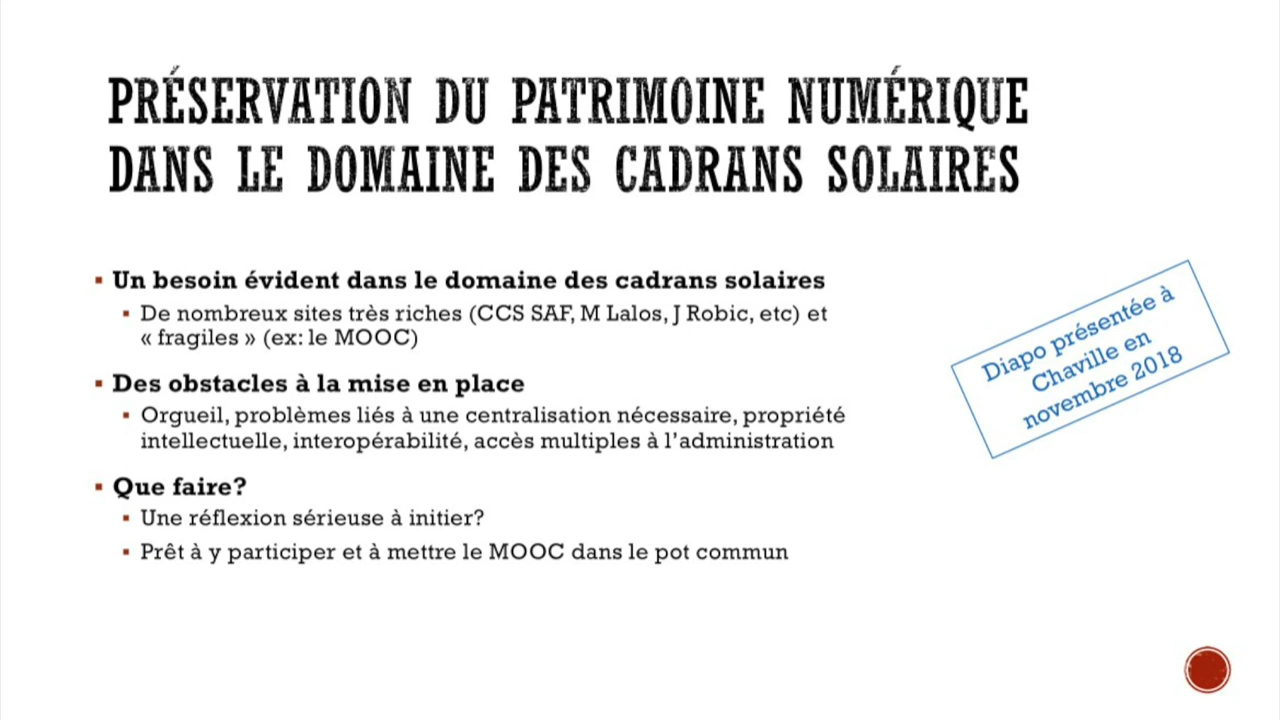 PRÉSERVATION DU PATRIMOINE NUMÉRIQUE
DANS LE DOMAINE DES CADRANS SOLAIRES
Un besoin évident dans le domaine des cadrans solaires
De nombreux sites très riches (CCS SAF, M Lalos, J Robic, etc) et
« fragiles » (ex: le MOOC)
Des obstacles à la mise en place
Orgueil, problèmes liés à une centralisation nécessaire, propriété
intellectuelle, interopérabilité, accès multiples à l’administration
Que faire?
Une réflexion sérieuse à initier?
Prêt à y participer et à mettre le MOOC dans le pot commun
Diapo présentée à
Chaville en
novembre 2018